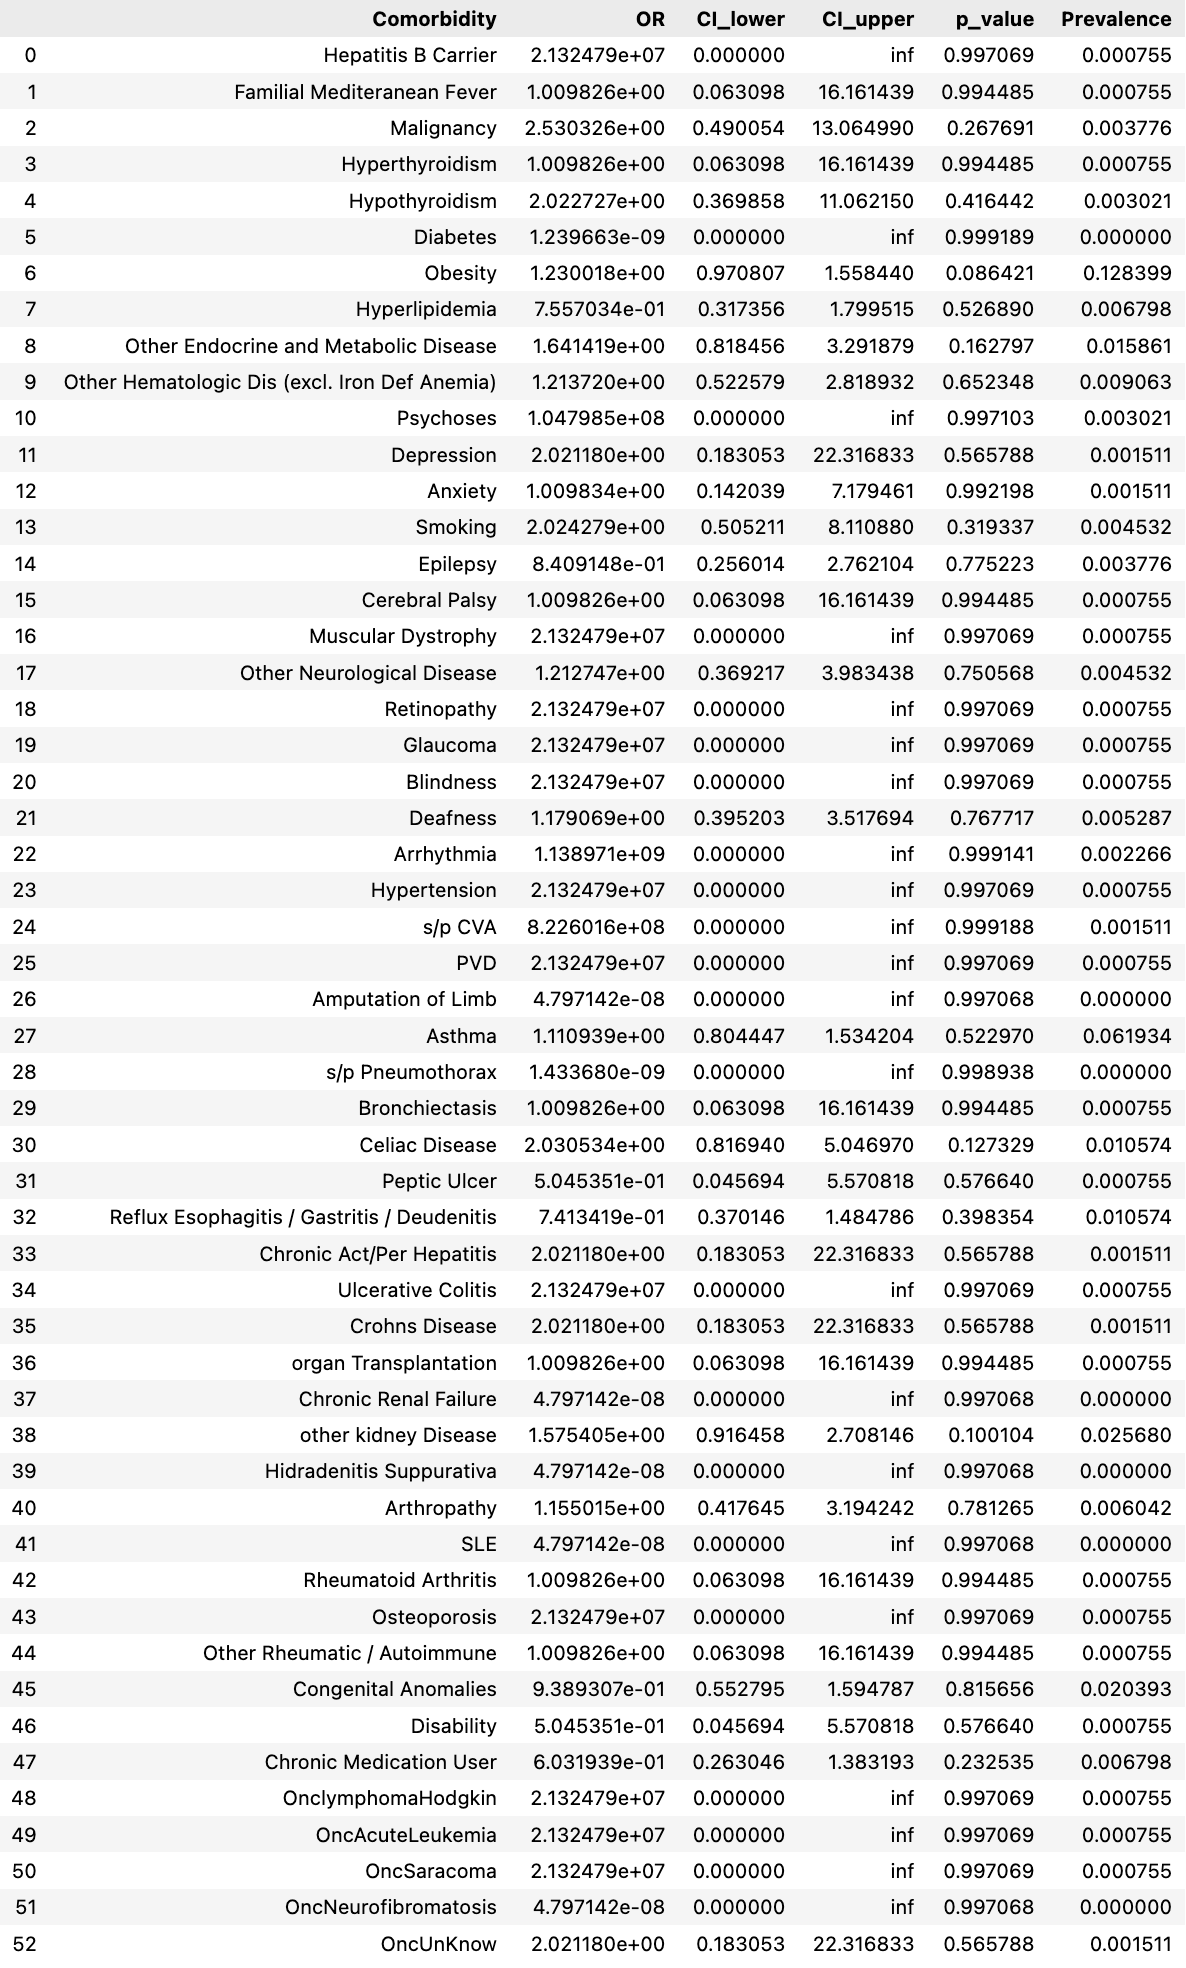 Comorbidity OR CI_lower CI_upper p_value Prevalence
0 Hepatitis B Carrier 2.132479e+07 0.000000 inf 0.997069 0.000755
1 Familial Mediteranean Fever 1.009826e+00 0.063098 16.161439 0.994485 0.000755
2 Malignancy 2.530326e+00 0.490054 13.064990 0.267691 0.003776
3 Hyperthyroidism 1.009826e+00 0.063098 16.161439 0.994485 0.000755
4 Hypothyroidism 2.022727e+00 0.369858 11.062150 0.416442 0.003021
5 Diabetes 1.239663e-09 0.000000 inf 0.999189 0.000000
6 Obesity 1.230018e+00 0.970807 1.558440 0.086421 0.128399
7 Hyperlipidemia 7.557034e-01 0.317356 1.799515 0.526890 0.006798
8 Other Endocrine and Metabolic Disease 1.641419e+00 0.818456 3.291879 0.162797 0.015861
9 Other Hematologic Dis (excl. Iron Def Anemia) 1.213720e+00 0.522579 2.818932 0.652348 0.009063
10 Psychoses 1.047985e+08 0.000000 inf 0.997103 0.003021
11 Depression 2.021180e+00 0.183053 22.316833 0.565788 0.001511
12 Anxiety 1.009834e+00 0.142039 7.179461 0.992198 0.001511
13 Smoking 2.024279e+00 0.505211 8.110880 0.319337 0.004532
14 Epilepsy 8.409148e-01 0.256014 2.762104 0.775223 0.003776
15 Cerebral Palsy 1.009826e+00 0.063098 16.161439 0.994485 0.000755
16 Muscular Dystrophy 2.132479e+07 0.000000 inf 0.997069 0.000755
17 Other Neurological Disease 1.212747e+00 0.369217 3.983438 0.750568 0.004532
18 Retinopathy 2.132479e+07 0.000000 inf 0.997069 0.000755
19 Glaucoma 2.132479e+07 0.000000 inf 0.997069 0.000755
20 Blindness 2.132479e+07 0.000000 inf 0.997069 0.000755
21 Deafness 1.179069e+00 0.395203 3.517694 0.767717 0.005287
22 Arrhythmia 1.138971e+09 0.000000 inf 0.999141 0.002266
23 Hypertension 2.132479e+07 0.000000 inf 0.997069 0.000755
24 s/p CVA 8.226016e+08 0.000000 inf 0.999188 0.001511
25 PVD 2.132479e+07 0.000000 inf 0.997069 0.000755
26 Amputation of Limb 4.797142e-08 0.000000 inf 0.997068 0.000000
27 Asthma 1.110939e+00 0.804447 1.534204 0.522970 0.061934
28 s/p Pneumothorax 1.433680e-09 0.000000 inf 0.998938 0.000000
29 Bronchiectasis 1.009826e+00 0.063098 16.161439 0.994485 0.000755
30 Celiac Disease 2.030534e+00 0.816940 5.046970 0.127329 0.010574
31 Peptic Ulcer 5.045351e-01 0.045694 5.570818 0.576640 0.000755
32 Reflux Esophagitis / Gastritis / Deudenitis 7.413419e-01 0.370146 1.484786 0.398354 0.010574
33 Chronic Act/Per Hepatitis 2.021180e+00 0.183053 22.316833 0.565788 0.001511
34 Ulcerative Colitis 2.132479e+07 0.000000 inf 0.997069 0.000755
35 Crohns Disease 2.021180e+00 0.183053 22.316833 0.565788 0.001511
36 organ Transplantation 1.009826e+00 0.063098 16.161439 0.994485 0.000755
37 Chronic Renal Failure 4.797142e-08 0.000000 inf 0.997068 0.000000
38 other kidney Disease 1.575405e+00 0.916458 2.708146 0.100104 0.025680
39 Hidradenitis Suppurativa 4.797142e-08 0.000000 inf 0.997068 0.000000
40 Arthropathy 1.155015e+00 0.417645 3.194242 0.781265 0.006042
41 SLE 4.797142e-08 0.000000 inf 0.997068 0.000000
42 Rheumatoid Arthritis 1.009826e+00 0.063098 16.161439 0.994485 0.000755
43 Osteoporosis 2.132479e+07 0.000000 inf 0.997069 0.000755
44 Other Rheumatic / Autoimmune 1.009826e+00 0.063098 16.161439 0.994485 0.000755
45 Congenital Anomalies 9.389307e-01 0.552795 1.594787 0.815656 0.020393
46 Disability 5.045351e-01 0.045694 5.570818 0.576640 0.000755
47 Chronic Medication User 6.031939e-01 0.263046 1.383193 0.232535 0.006798
48 OnclymphomaHodgkin 2.132479e+07 0.000000 inf 0.997069 0.000755
49 OncAcuteLeukemia 2.132479e+07 0.000000 inf 0.997069 0.000755
50 OncSaracoma 2.132479e+07 0.000000 inf 0.997069 0.000755
51 OncNeurofibromatosis 4.797142e-08 0.000000 inf 0.997068 0.000000
52 OncUnKnow 2.021180e+00 0.183053 22.316833 0.565788 0.001511